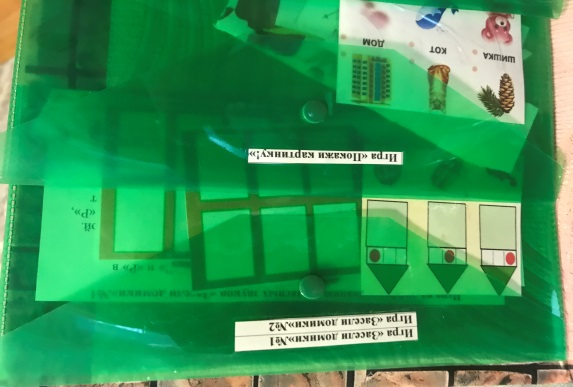 Игра «Засели домики»№1
Игра «Засели домики»№2
«Р»,
Игра «Покажи картинку!»
ШИШКА
КОТ
ДОМ